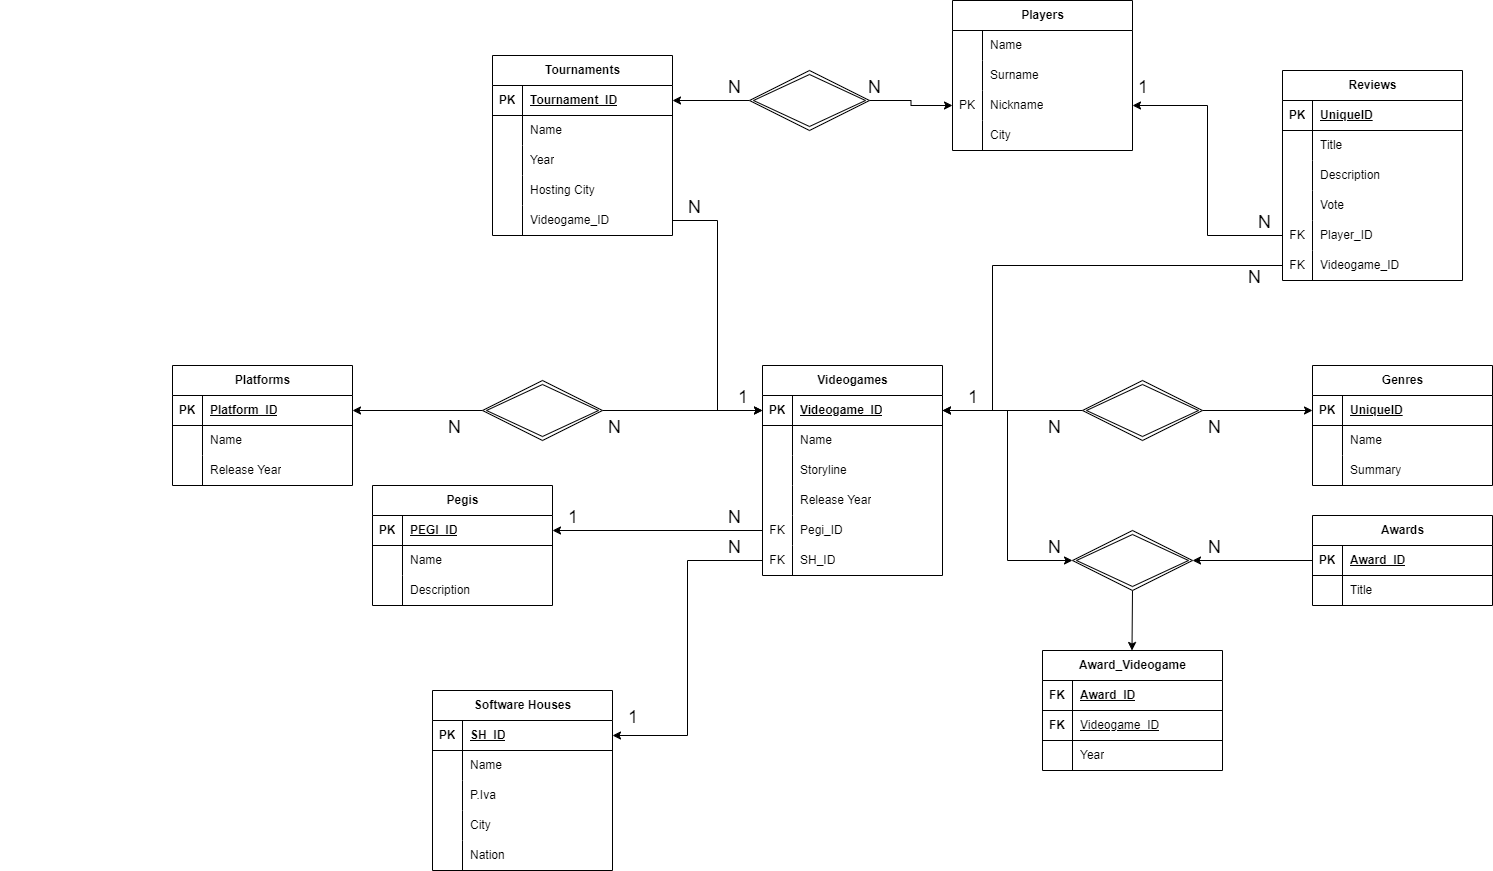 Players
Name
Surname
PK Nickname
City
Tournaments
PK Tournament_ID
Name
Year
Hosting City
Videogame_ID
N
N
1
Reviews
PK UniqueID
Title
Description
Vote
FK Player_ID
FK Videogame_ID
N
N
N
Platforms
PK Platform_ID
Name
Release Year
N
N
1
Videogames
PK Videogame_ID
Name
Storyline
Release Year
FK Pegi_ID
FK SH_ID
1
N
N
Genres
PK UniqueID
Name
Summary
Pegis
PK PEGI_ID
Name
Description
1
N
N
N
N
Awards
PK Award_ID
Title
Award_Videogame
FK Award_ID
FK Videogame_ID
Year
Software Houses
PK SH_ID
Name
P.Iva
City
Nation
1